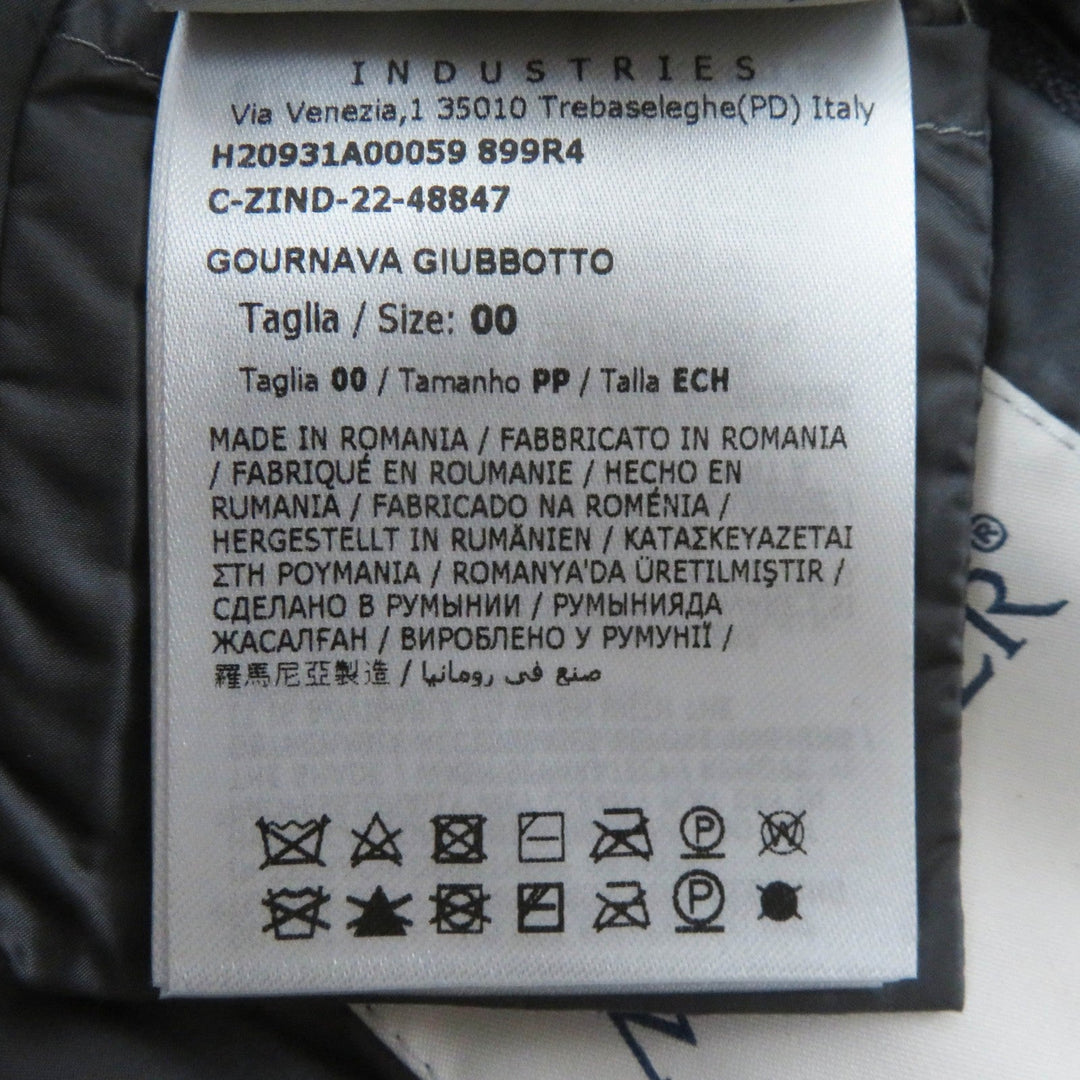 INDUSTRIES
Via Venezia,1 35010 Trebaseleghe(PD) Italy
H20931A00059 899R4
C-ZIND-22-48847
GOURNAVA GIUBBOTTO
Taglia / Size: 00
Taglia 00 / Tamanho PP / Talla ECH
MADE IN ROMANIA / FABBRICATO IN ROMANIA
/ FABRIQUÉ EN ROUMANIE / HECHO EN
RUMANIA / FABRICADO NA ROMÉNIA /
HERGESTELLT IN RUMÄNIEN / ΚΑΤΑΣΚΕΥΑΖΕΤΑΙ
ΣΤΗ ΡΟΥΜΑΝΙΑ / ROMANYA'DA ÜRETILMIŞTIR /
СДЕЛАНО В РУМЫНИИ / РУМЫНИЯДА
ЖАСАЛҒАН / ВИРОБЛЕНО У РУМУНІЇ /
羅馬尼亞製造 / صنع في رومانيا
P W
P